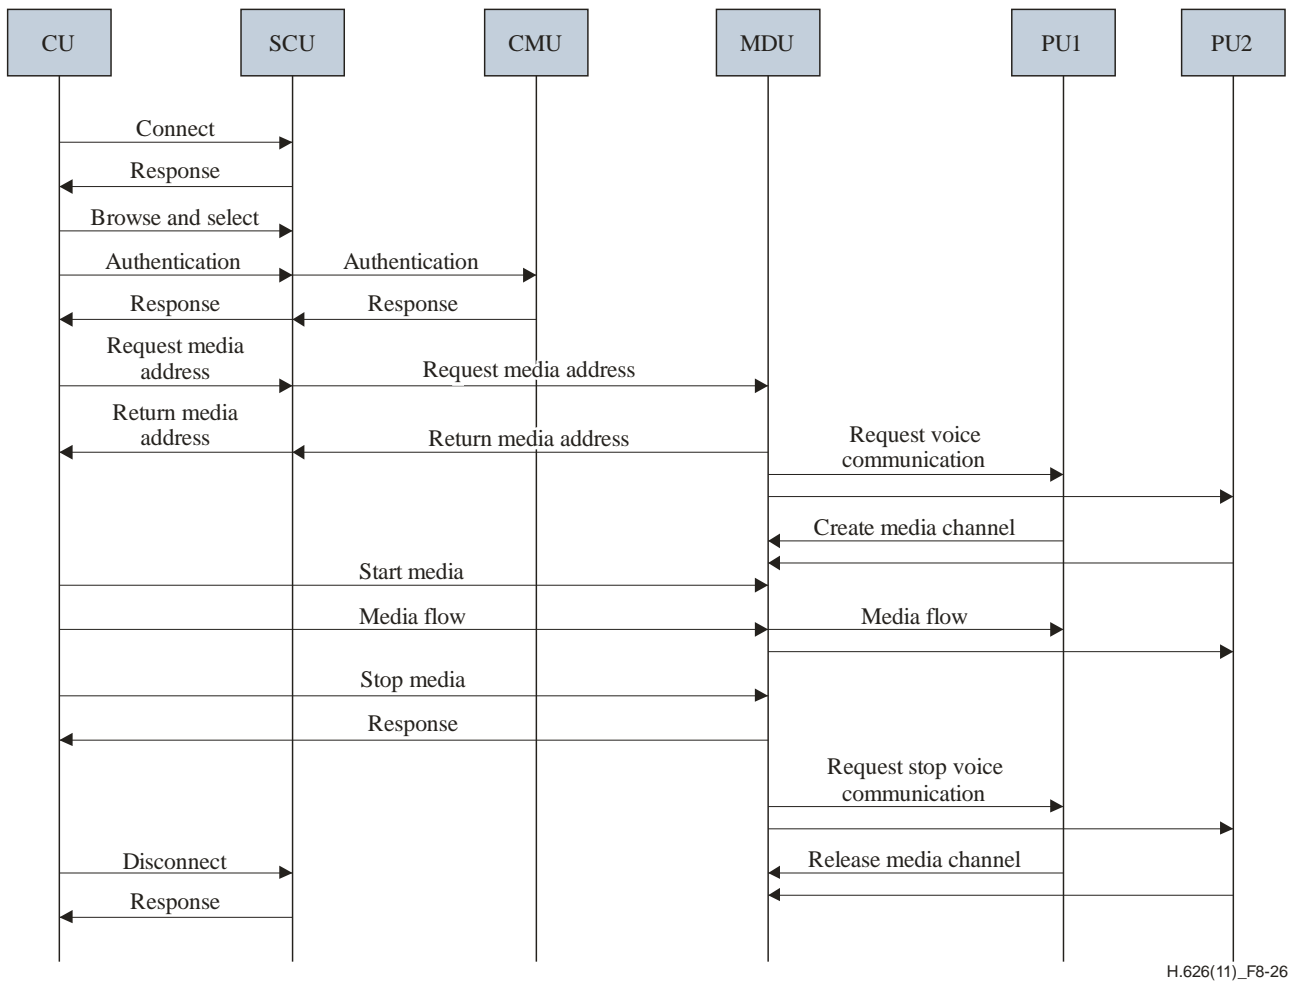 CU
SCU
CMU
MDU
PU1
PU2
Connect
Response
Browse and select
Authentication
Authentication
Response
Response
Request media
address
Request media address
Return media
address
Return media address
Request voice
communication
Create media channel
Start media
Media flow
Media flow
Stop media
Response
Request stop voice
communication
Disconnect
Release media channel
Response
H.626(11)_F8-26